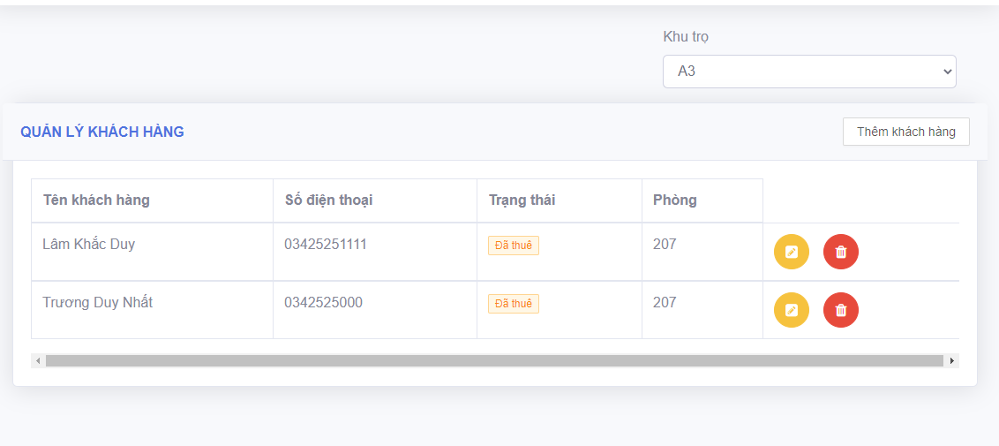 Khu trọ
A3
QUẢN LÝ KHÁCH HÀNG
Thêm khách hàng
Tên khách hàng Số điện thoại Trạng thái Phòng
Lâm Khắc Duy 03425251111 Đã thuê 207
Trương Duy Nhất 0342525000 Đã thuê 207